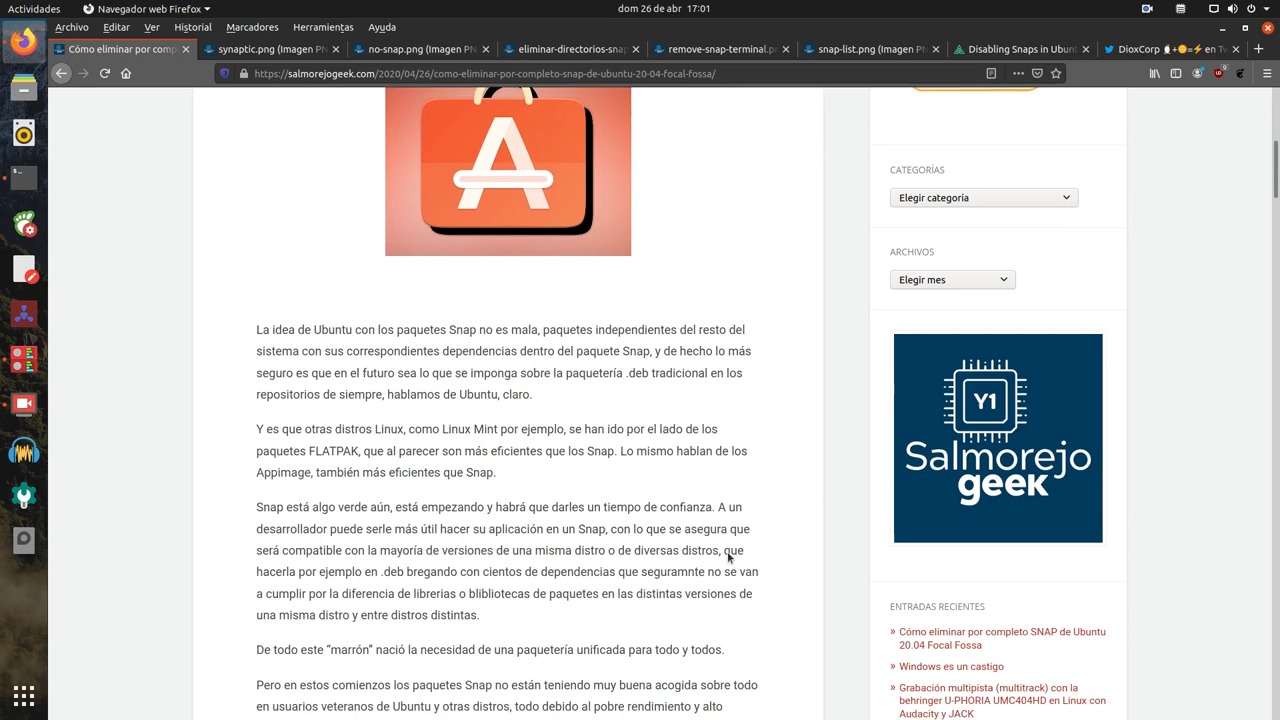 Actividades
Navegador web Firefox
dom 26 de abr 17:01
Archivo Editar Ver Historial Marcadores Herramientas Ayuda
Cómo eliminar por comp
synaptic.png (Imagen PN
no-snap.png (Imagen PN
eliminar-directorios-snap
remove-snap-terminal.pn
snap-list.png (Imagen PN
Disabling Snaps in Ubunt
DioxCorp en Tw
https://salmorejogeek.com/2020/04/26/como-eliminar-por-completo-snap-de-ubuntu-20-04-focal-fossa/
La idea de Ubuntu con los paquetes Snap no es mala, paquetes independientes del resto del
sistema con sus correspondientes dependencias dentro del paquete Snap, y de hecho lo más
seguro es que en el futuro sea lo que se imponga sobre la paquetería .deb tradicional en los
repositorios de siempre, hablamos de Ubuntu, claro.
Y es que otras distros Linux, como Linux Mint por ejemplo, se han ido por el lado de los
paquetes FLATPAK, que al parecer son más eficientes que los Snap. Lo mismo hablan de los
Appimage, también más eficientes que Snap.
Snap está algo verde aún, está empezando y habrá que darles un tiempo de confianza. A un
desarrollador puede serle más útil hacer su aplicación en un Snap, con lo que se asegura que
será compatible con la mayoría de versiones de una misma distro o de diversas distros, que
hacerla por ejemplo en .deb bregando con cientos de dependencias que seguramnte no se van
a cumplir por la diferencia de librerias o blibliotecas de paquetes en las distintas versiones de
una misma distro y entre distros distintas.
De todo este “marrón” nació la necesidad de una paquetería unificada para todo y todos.
Pero en estos comienzos los paquetes Snap no están teniendo muy buena acogida sobre todo
en usuarios veteranos de Ubuntu y otras distros, todo debido al pobre rendimiento y alto
CATEGORÍAS
Elegir categoría
ARCHIVOS
Elegir mes
Y1
Salmorejo
geek
ENTRADAS RECIENTES
» Cómo eliminar por completo SNAP de Ubuntu
20.04 Focal Fossa
» Windows es un castigo
» Grabación multipista (multitrack) con la
behringer U-PHORIA UMC404HD en Linux con
Audacity y JACK